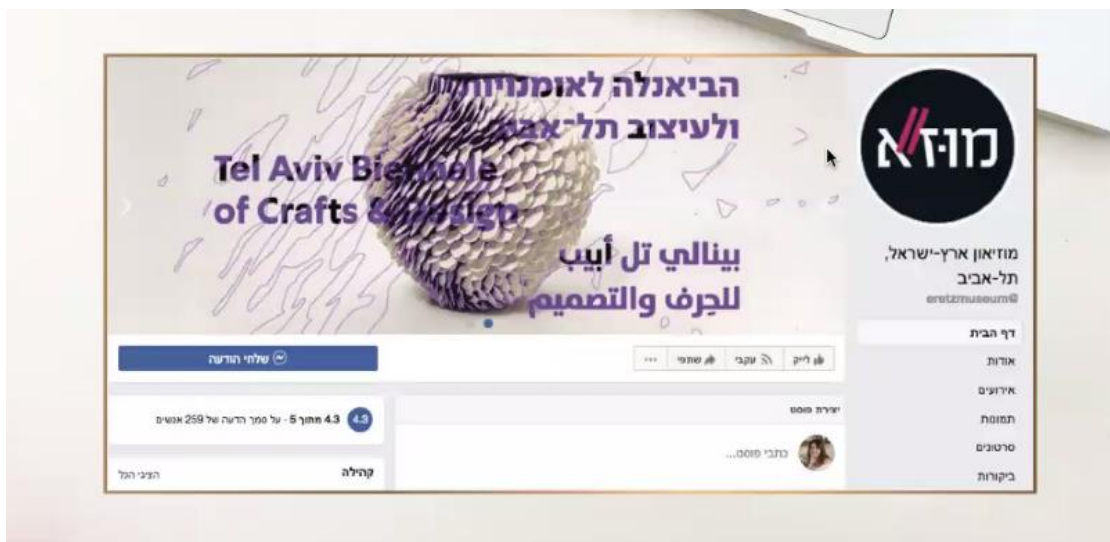 הביאנלה לאומנויות
ולעיצוב תל־אביב
Tel Aviv Biennale
of Crafts & Design
بينالي تل أبيب
للحِرف والتصميم
מוזא
מוזיאון ארץ-ישראל,
תל-אביב
@eretzmuseum
דף הבית
אודות
אירועים
תמונות
סרטונים
ביקורות
לייק
עקבי
שתפי
...
שלחי הודעה
יצירת פוסט
כתבי פוסט...
4.3
4.3 מתוך 5 - על סמך הדעה של 259 אנשים
קהילה
הציגי הכל